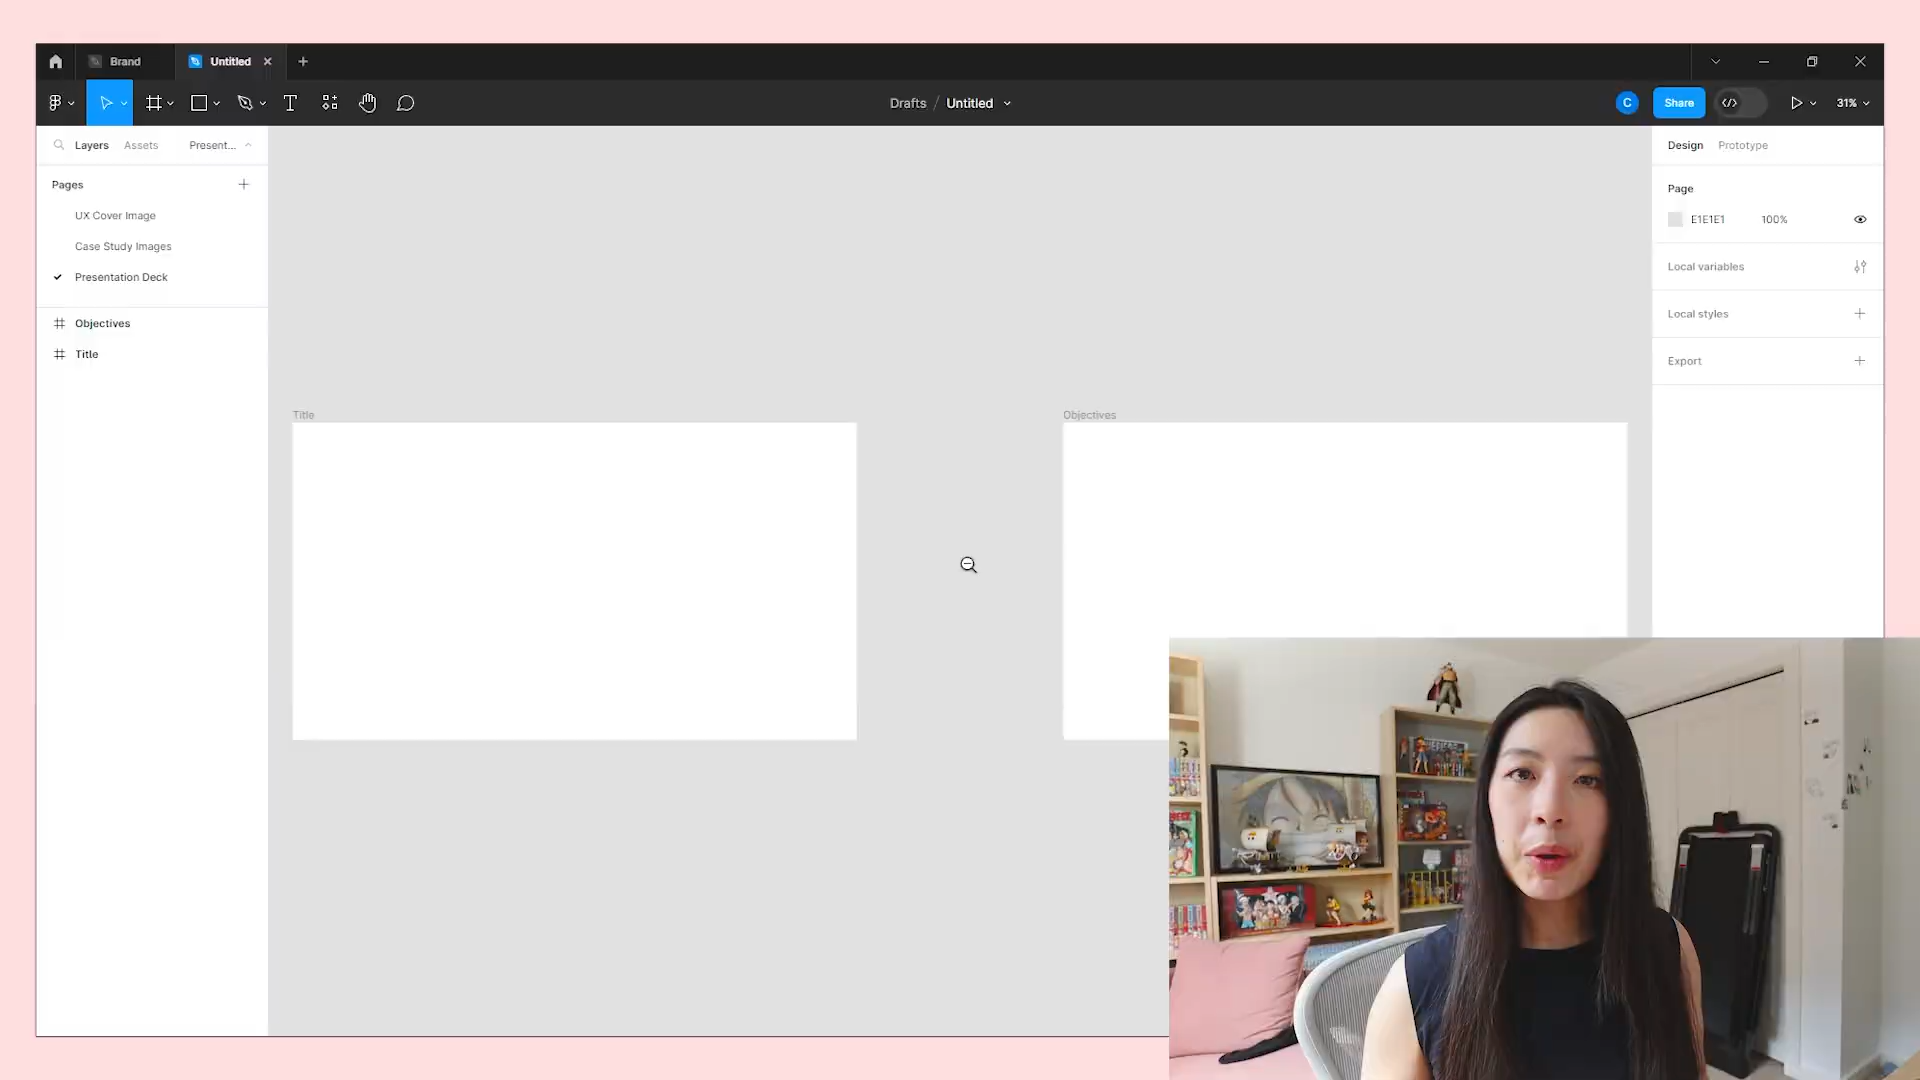 Brand
Untitled
Drafts / Untitled
C
Share
31%
Layers
Assets
Present...
Design
Prototype
Pages
UX Cover Image
Case Study Images
Presentation Deck
Objectives
Title
Page
E1E1E1
100%
Local variables
Local styles
Export
Title
Objectives